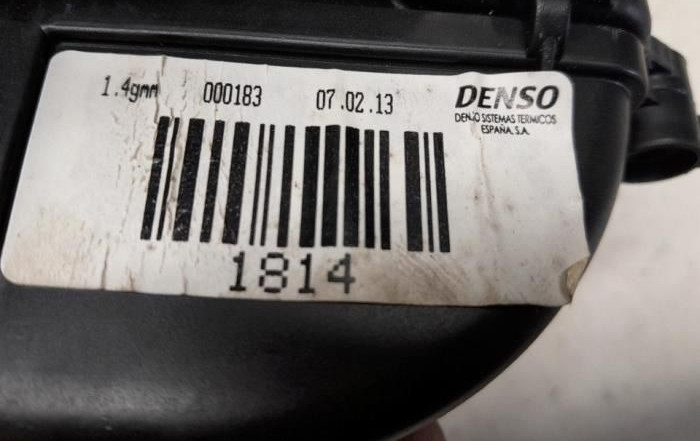 1.4gmm 000183 07.02.13 DENSO
DENSO SISTEMAS TERMICOS
ESPAÑA, S.A.
1814